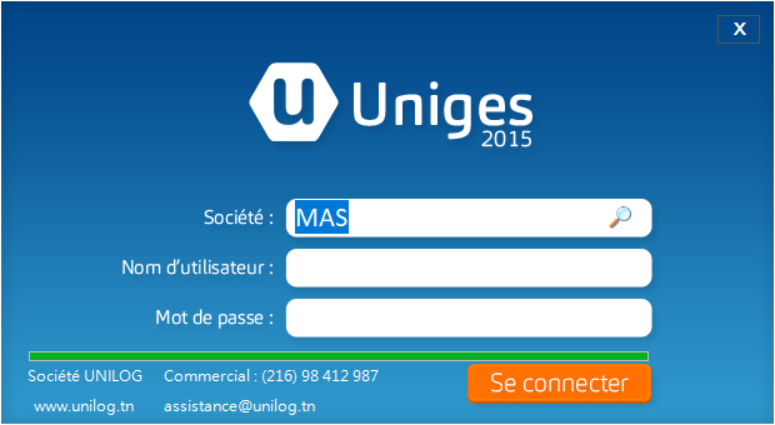 X
u Uniges
2015
Société : MAS
Nom d'utilisateur :
Mot de passe :
Société UNILOG Commercial : (216) 98 412 987
Se connecter
www.unilog.tn assistance@unilog.tn